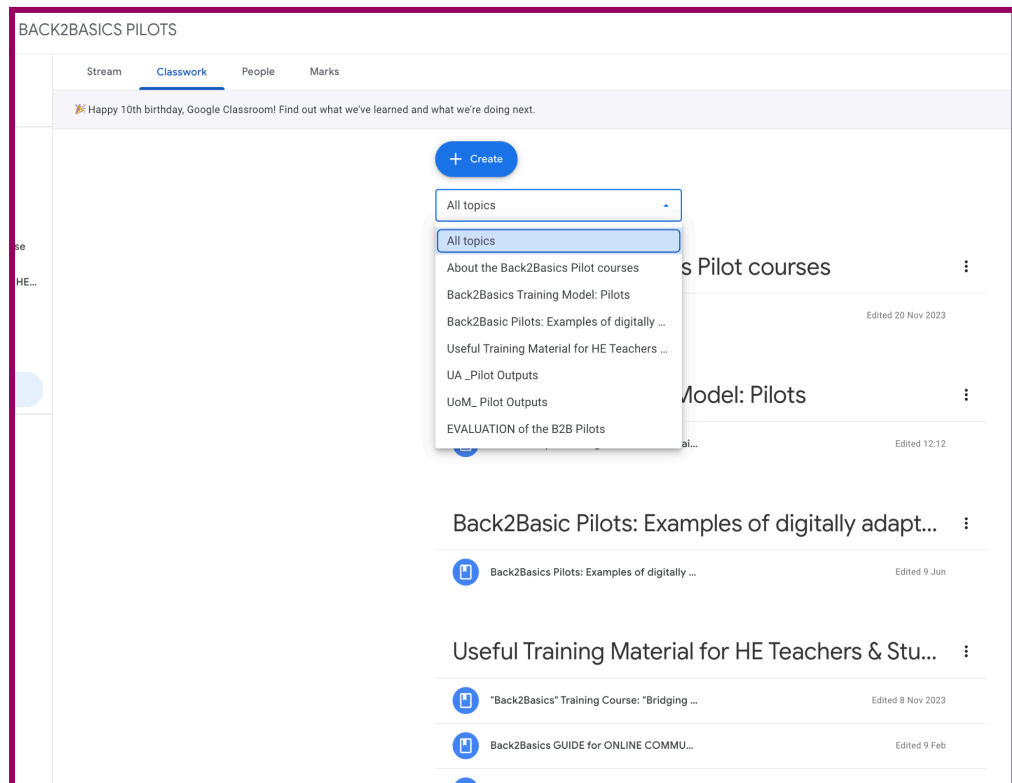 BACK2BASICS PILOTS
Stream Classwork People Marks
🎉 Happy 10th birthday, Google Classroom! Find out what we've learned and what we're doing next.
+ Create
All topics
se
HE...
All topics
About the Back2Basics Pilot courses
Back2Basics Training Model: Pilots
Back2Basic Pilots: Examples of digitally ...
Useful Training Material for HE Teachers ...
UA _Pilot Outputs
UoM_ Pilot Outputs
EVALUATION of the B2B Pilots
s Pilot courses
Edited 20 Nov 2023
Model: Pilots
ai... Edited 12:12
Back2Basic Pilots: Examples of digitally adapt...
Back2Basics Pilots: Examples of digitally ... Edited 9 Jun
Useful Training Material for HE Teachers & Stu...
"Back2Basics" Training Course: "Bridging ... Edited 8 Nov 2023
Back2Basics GUIDE for ONLINE COMMU... Edited 9 Feb